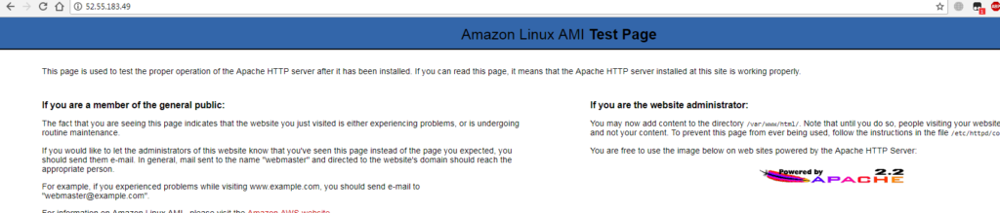 52.55.183.49
Amazon Linux AMI Test Page
This page is used to test the proper operation of the Apache HTTP server after it has been installed. If you can read this page, it means that the Apache HTTP server installed at this site is working properly.
If you are a member of the general public:
The fact that you are seeing this page indicates that the website you just visited is either experiencing problems, or is undergoing
routine maintenance.
If you would like to let the administrators of this website know that you've seen this page instead of the page you expected, you
should send them e-mail. In general, mail sent to the name "webmaster" and directed to the website's domain should reach the
appropriate person.
For example, if you experienced problems while visiting www.example.com, you should send e-mail to
"webmaster@example.com".
For information on Amazon Linux AMI, please visit the Amazon AWS website
If you are the website administrator:
You may now add content to the directory /var/www/html/. Note that until you do so, people visiting your website
and not your content. To prevent this page from ever being used, follow the instructions in the file /etc/httpd/co
You are free to use the image below on web sites powered by the Apache HTTP Server:
Powered by 2.2
APACHE